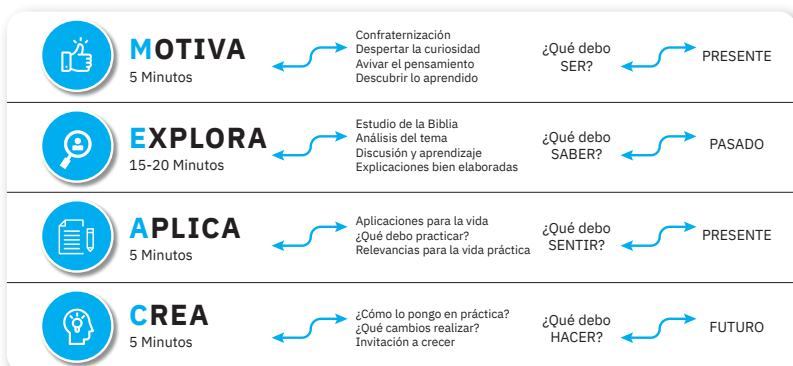 MOTIVA
5 Minutos
Confraternización
Despertar la curiosidad
Avivar el pensamiento
Descubrir lo aprendido
¿Qué debo
SER?
PRESENTE
EXPLORA
15-20 Minutos
Estudio de la Biblia
Análisis del tema
Discusión y aprendizaje
Explicaciones bien elaboradas
¿Qué debo
SABER?
PASADO
APLICA
5 Minutos
Aplicaciones para la vida
¿Qué debo practicar?
Relevancias para la vida práctica
¿Qué debo
SENTIR?
PRESENTE
CREA
5 Minutos
¿Cómo lo pongo en práctica?
¿Qué cambios realizar?
Invitación a crecer
¿Qué debo
HACER?
FUTURO